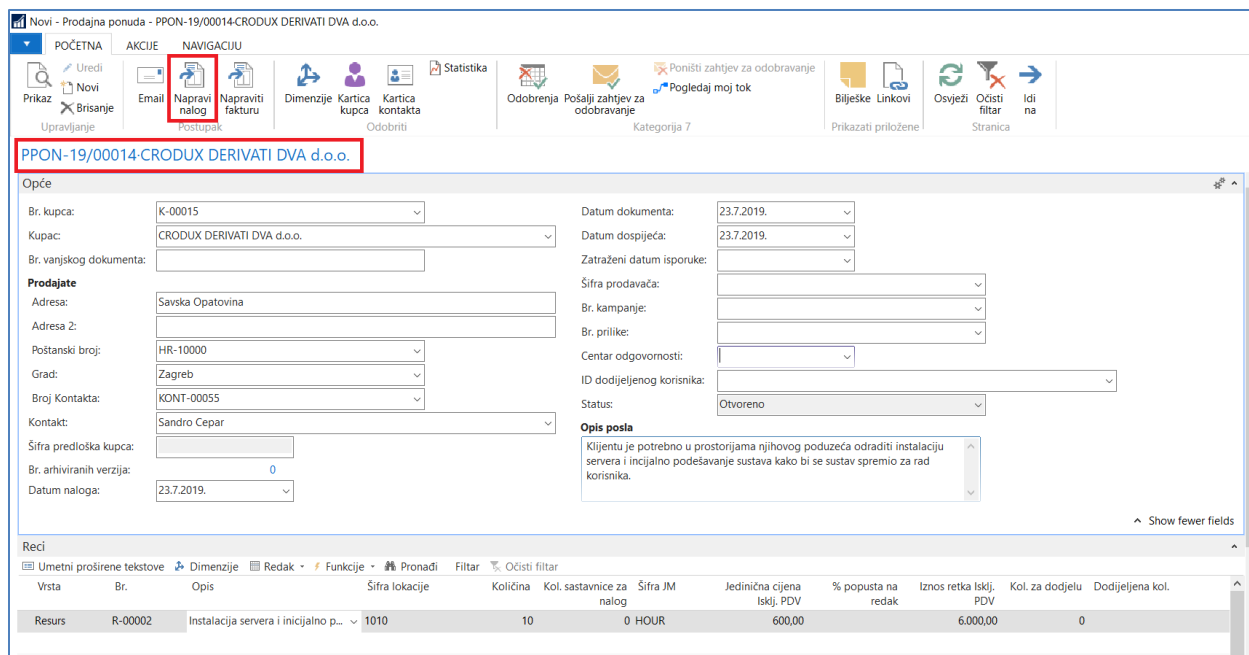 Novi - Prodajna ponuda - PPON-19/00014·CRODUX DERIVATI DVA d.o.o.
POČETNA AKCIJE NAVIGACIJU
Prikaz
Uredi
Novi
Brisanje
Upravljanje
Email
Napravi nalog
Napraviti fakturu
Postupak
Dimenzije
Kartica kupca
Kartica kontakta
Statistika
Odobriti
Odobrenja
Pošalji zahtjev za odobravanje
Poništi zahtjev za odobravanje
Pogledaj moj tok
Kategorija 7
Bilješke
Linkovi
Prikazati priložene
Osvježi
Očisti filtar
Idi na
Stranica
PPON-19/00014·CRODUX DERIVATI DVA d.o.o.
Opće
Br. kupca: K-00015
Kupac: CRODUX DERIVATI DVA d.o.o.
Br. vanjskog dokumenta:
Prodajate
Adresa: Savska Opatovina
Adresa 2:
Poštanski broj: HR-10000
Grad: Zagreb
Broj Kontakta: KONT-00055
Kontakt: Sandro Cepar
Šifra predloška kupca:
Br. arhiviranih verzija: 0
Datum naloga: 23.7.2019.
Datum dokumenta: 23.7.2019.
Datum dospijeća: 23.7.2019.
Zatraženi datum isporuke:
Šifra prodavača:
Br. kampanje:
Br. prilike:
Centar odgovornosti:
ID dodijeljenog korisnika:
Status: Otvoreno
Opis posla
Klijentu je potrebno u prostorijama njihovog poduzeća odraditi instalaciju
servera i incijalno podešavanje sustava kako bi se sustav spremio za rad
korisnika.
Show fewer fields
Reci
Umetni proširene tekstove Dimenzije Redak Funkcije Pronađi Filtar Očisti filtar
Vrsta Br. Opis Šifra lokacije Količina Kol. sastavnice za nalog Šifra JM Jedinična cijena Isklj. PDV % popusta na redak Iznos retka Isklj. PDV Kol. za dodjelu Dodijeljena kol.
Resurs R-00002 Instalacija servera i inicijalno p... 1010 10 0 HOUR 600,00 6.000,00 0